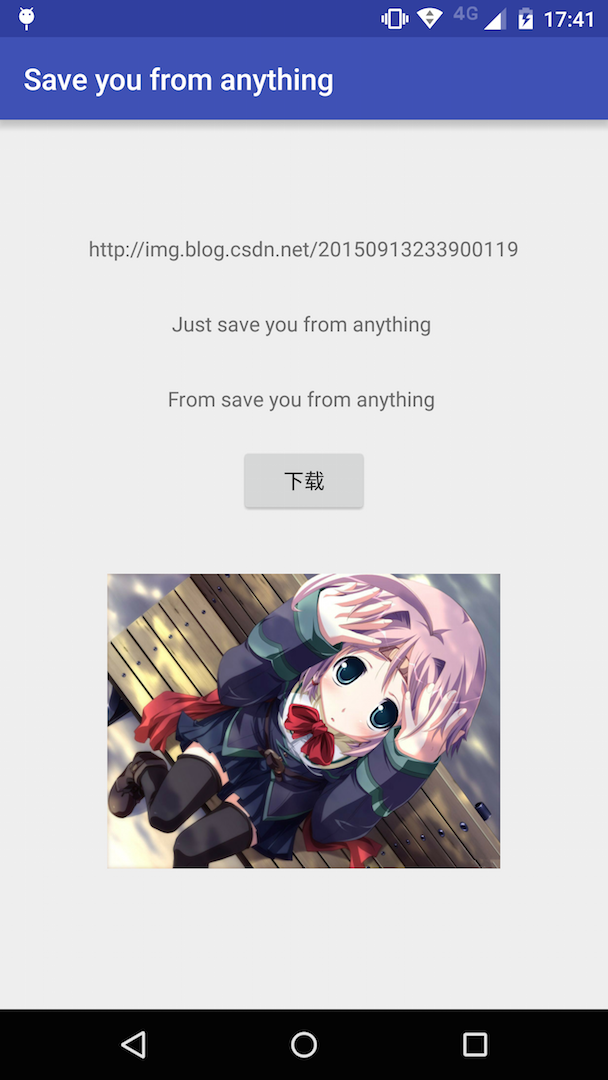 4G 17:41
Save you from anything
http://img.blog.csdn.net/20150913233900119
Just save you from anything
From save you from anything
下载